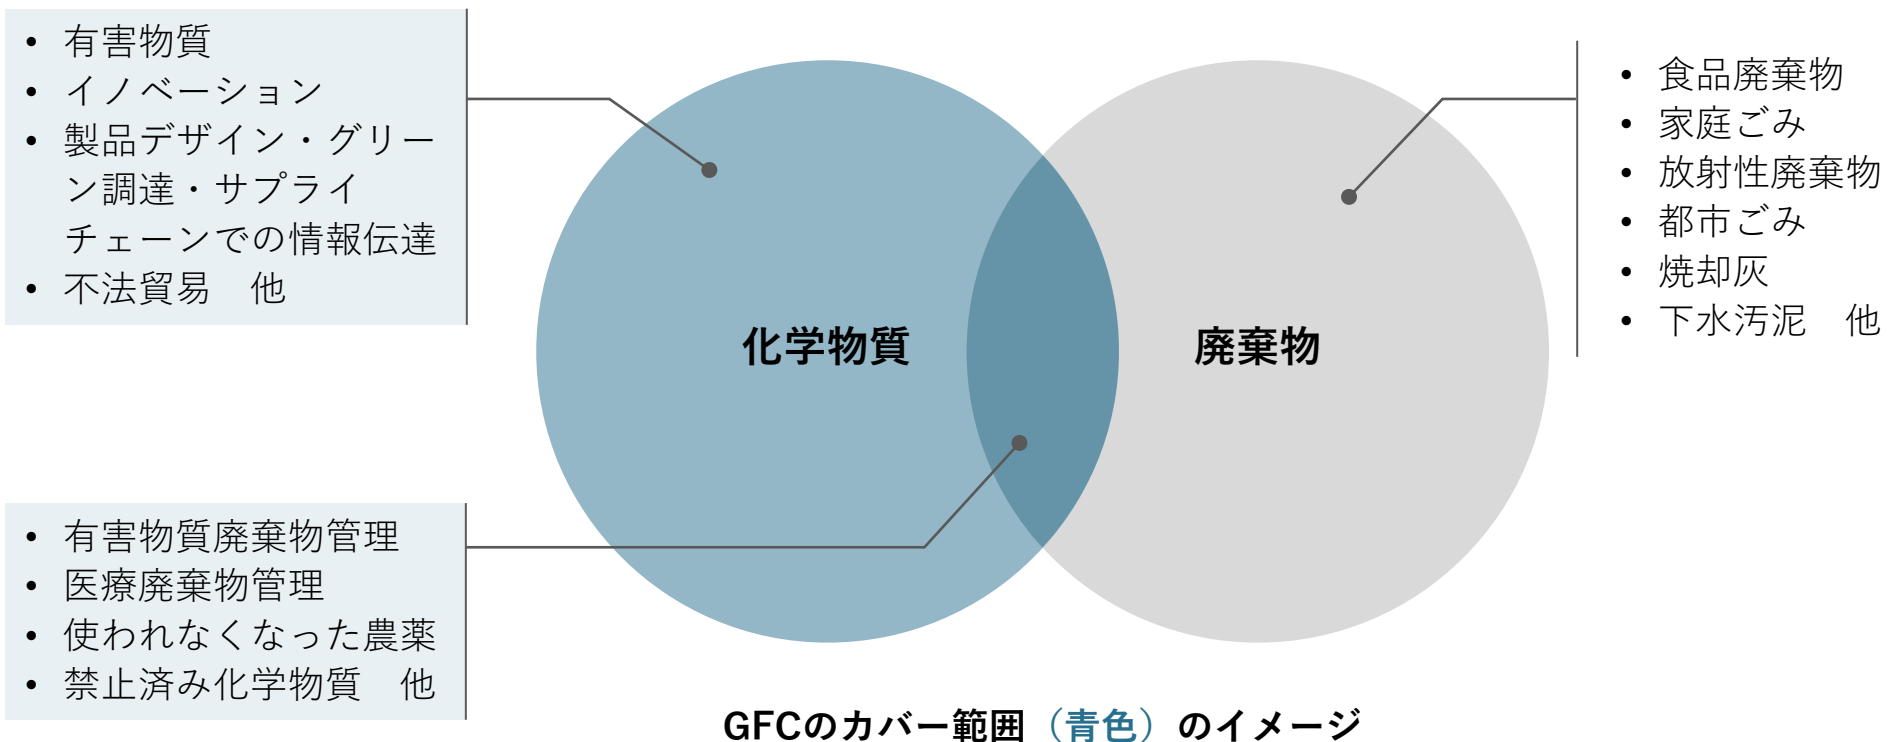 • 有害物質
• イノベーション
• 製品デザイン・グリー
ン調達・サプライ
チェーンでの情報伝達
• 不法貿易　他
• 食品廃棄物
• 家庭ごみ
• 放射性廃棄物
• 都市ごみ
• 焼却灰
• 下水汚泥　他
化学物質
廃棄物
• 有害物質廃棄物管理
• 医療廃棄物管理
• 使われなくなった農薬
• 禁止済み化学物質　他
GFCのカバー範囲（青色）のイメージ